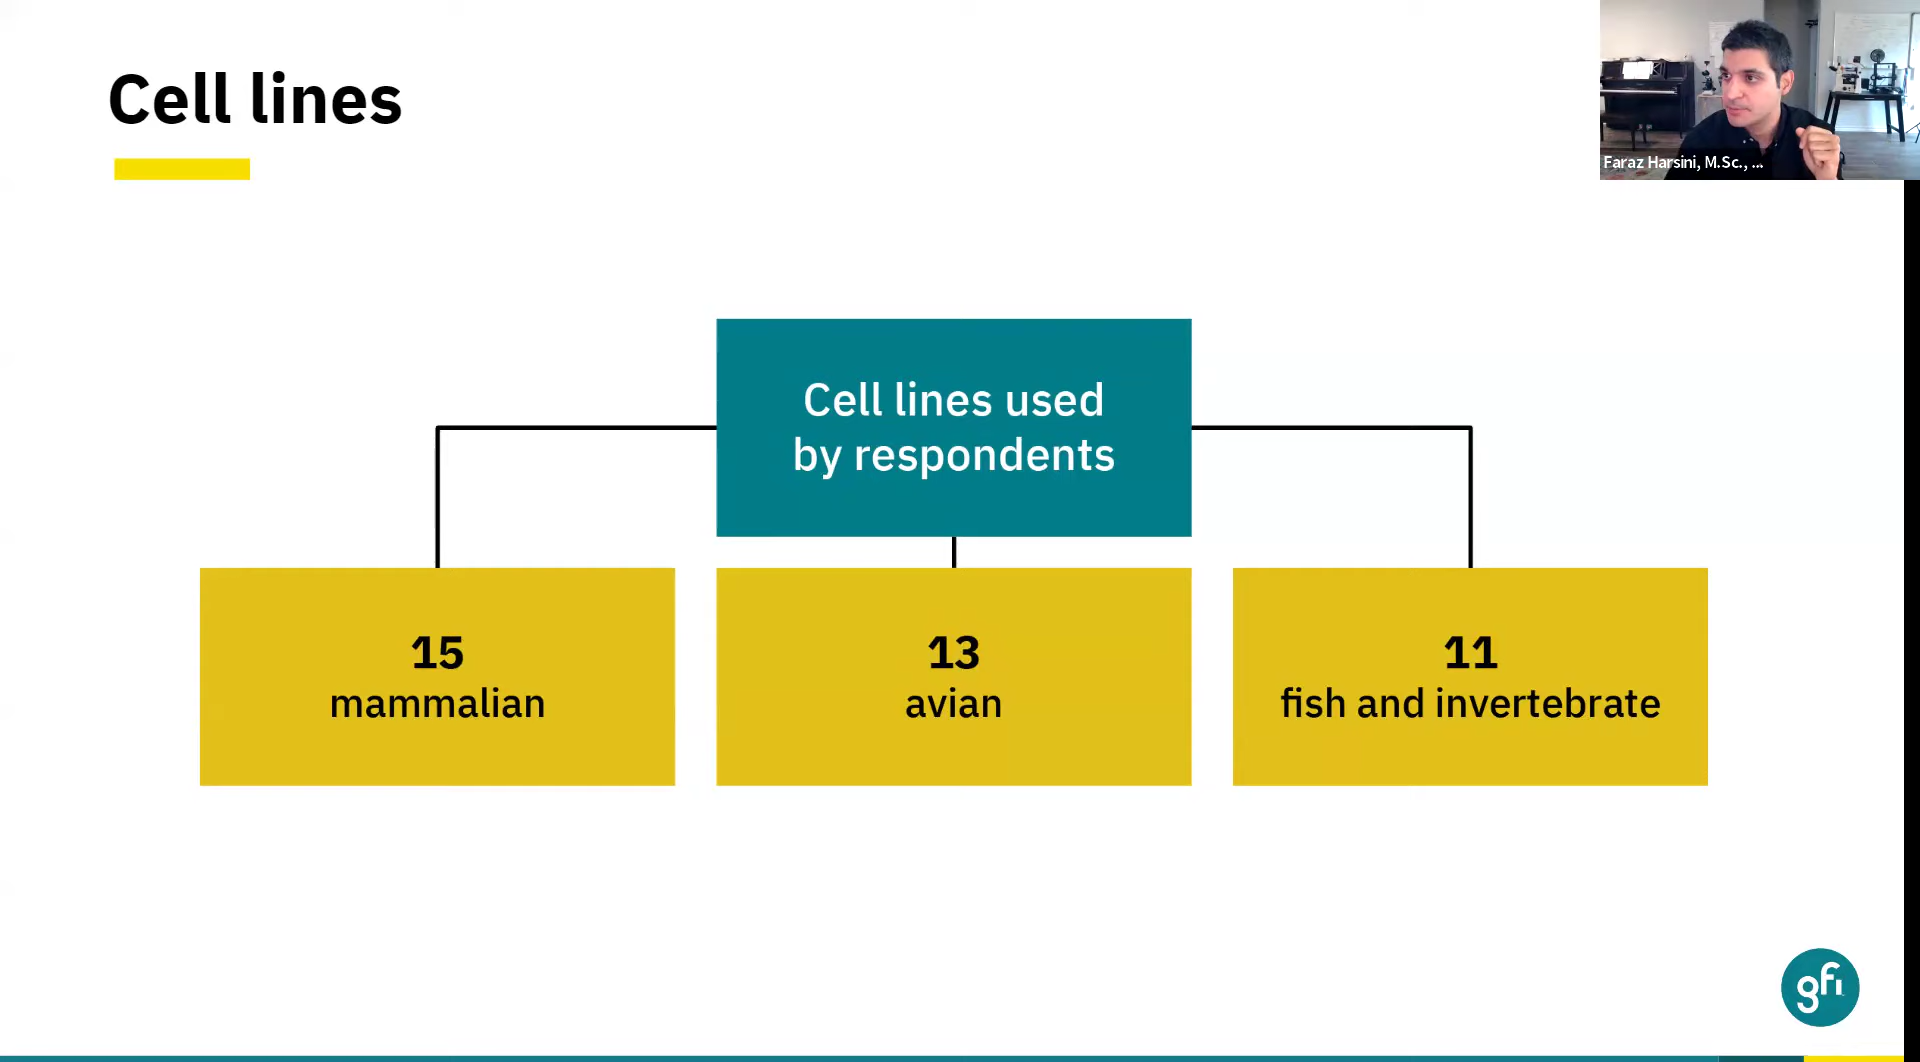 Cell lines
Faraz Harsini, M.Sc., ...
Cell lines used
by respondents
15
mammalian
13
avian
11
fish and invertebrate
gfi